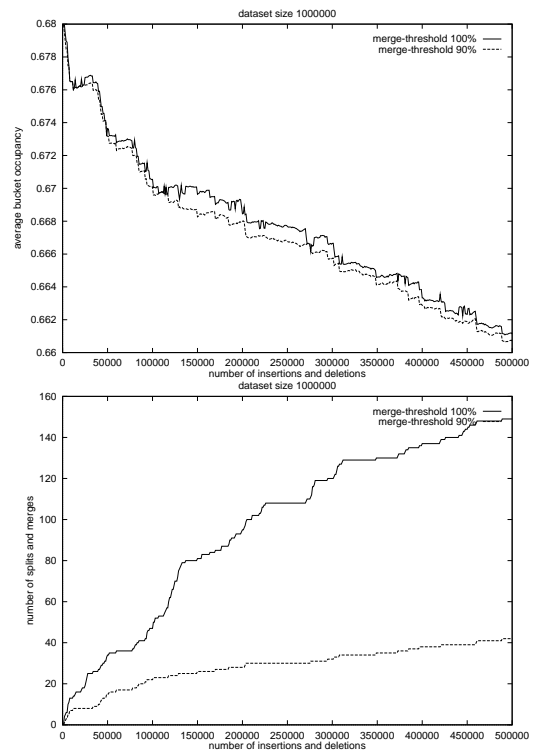 dataset size 1000000
0.68
0.678
0.676
0.674
0.672
0.67
0.668
0.666
0.664
0.662
0.66
average bucket occupancy
merge-threshold 100%
merge-threshold 90%
0 50000 100000 150000 200000 250000 300000 350000 400000 450000 500000
number of insertions and deletions
dataset size 1000000
160
140
120
100
80
60
40
20
0
number of splits and merges
merge-threshold 100%
merge-threshold 90%
0 50000 100000 150000 200000 250000 300000 350000 400000 450000 500000
number of insertions and deletions